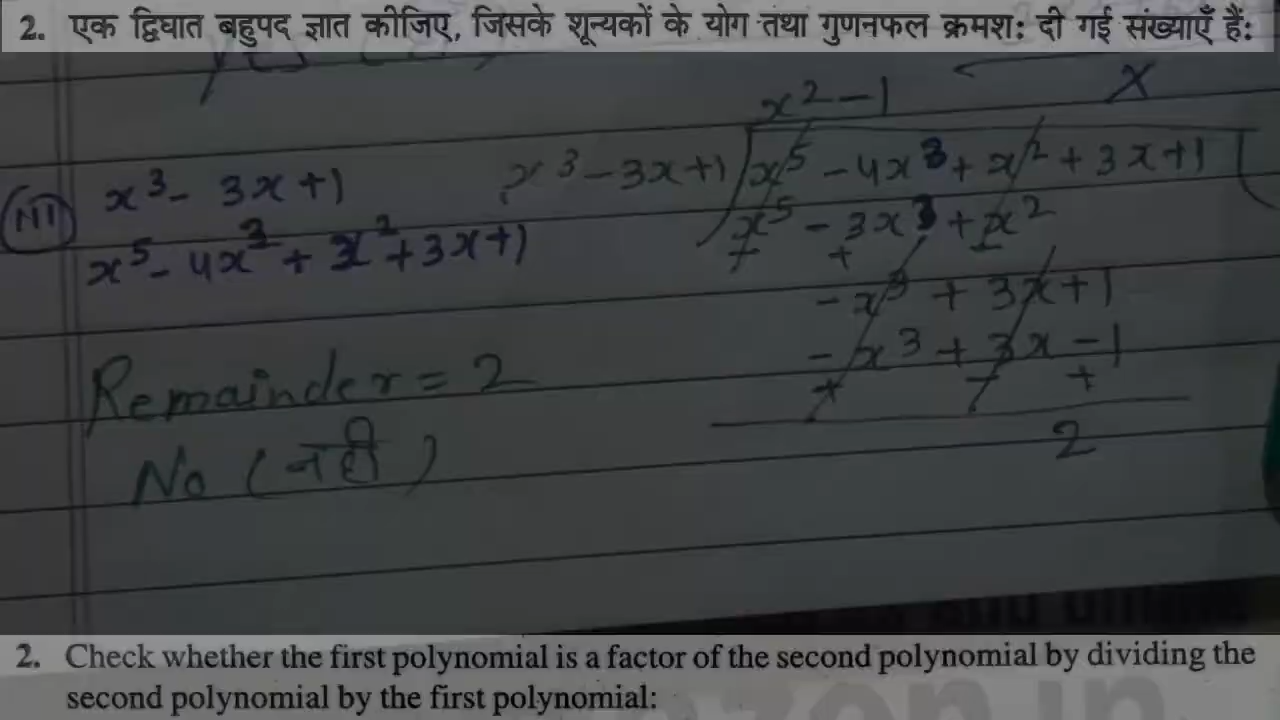 2. एक द्विघात बहुपद ज्ञात कीजिए, जिसके शून्यकों के योग तथा गुणनफल क्रमश: दी गई संख्याएँ हैं:
x
x² - 1
(III) x³ - 3x + 1
x³ - 3x + 1 ) x⁵ - 4x³ + x² + 3x + 1 (
x⁵ - 4x³ + x² + 3x + 1
x⁵ - 3x³ + x²
- + -
- x³ + 3x + 1
- x³ + 3x - 1
+ - +
Remainder = 2
2
No (नही)
2. Check whether the first polynomial is a factor of the second polynomial by dividing the
second polynomial by the first polynomial: